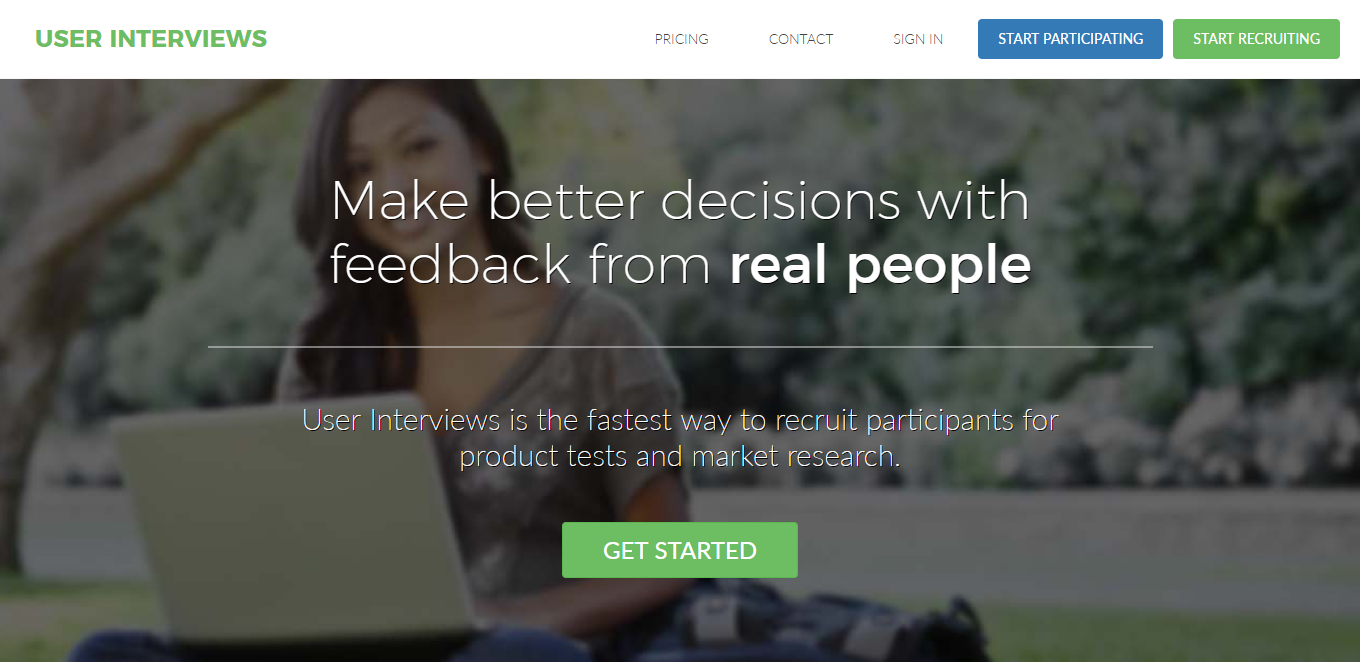 USER INTERVIEWS
PRICING
CONTACT
SIGN IN
START PARTICIPATING
START RECRUITING
Make better decisions with
feedback from real people
User Interviews is the fastest way to recruit participants for
product tests and market research.
GET STARTED